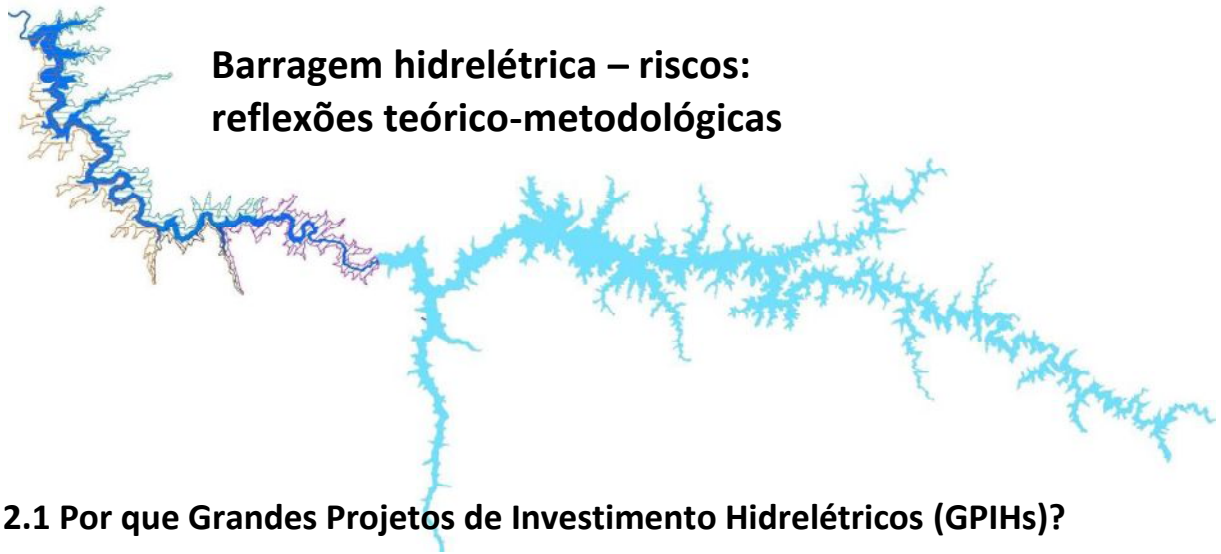 Barragem hidrelétrica – riscos:
reflexões teórico-metodológicas
2.1 Por que Grandes Projetos de Investimento Hidrelétricos (GPIHs)?